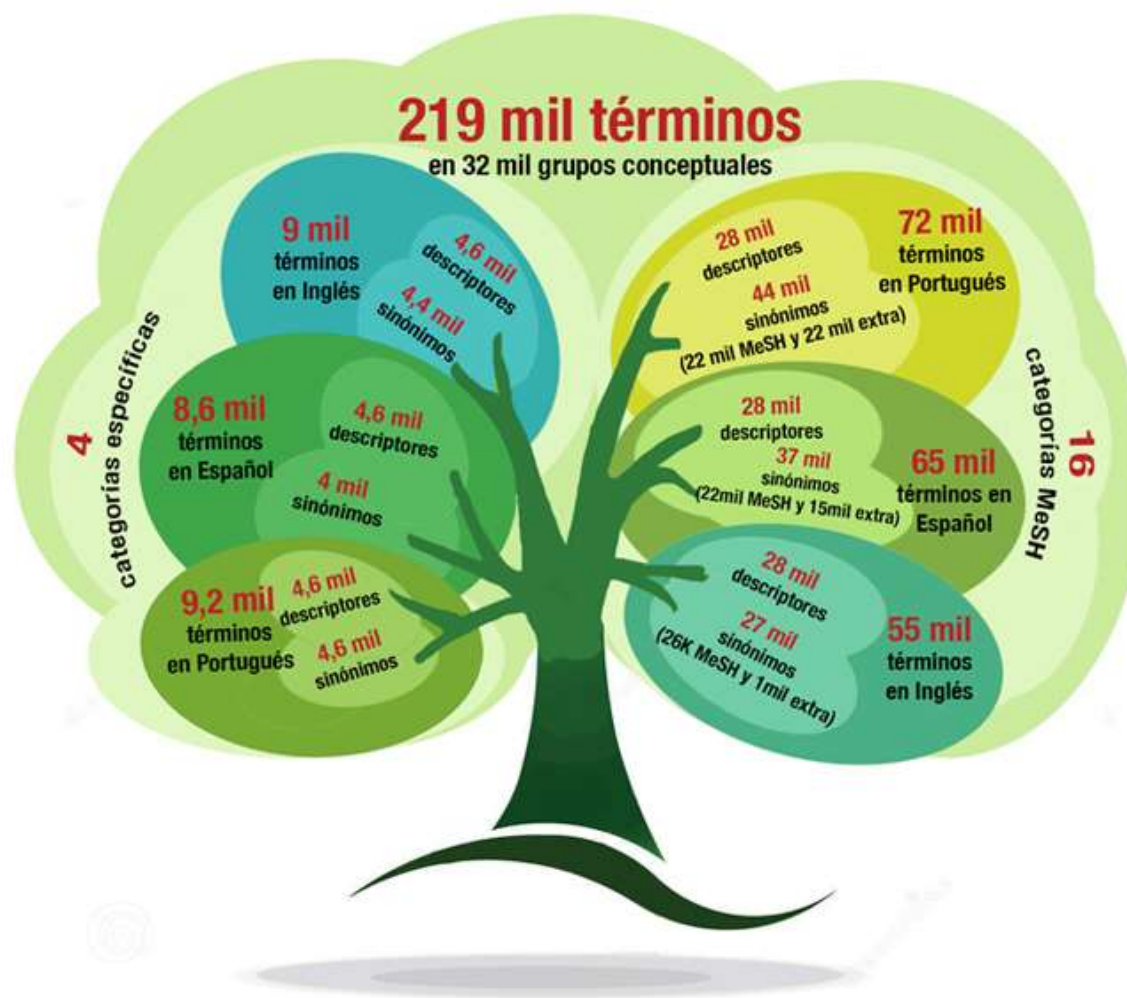 219 mil términos
en 32 mil grupos conceptuales
4
categorías específicas
9 mil
términos
en Inglés
4,6 mil
descriptores
4,4 mil
sinónimos
8,6 mil
términos
en Español
4,6 mil
descriptores
4 mil
sinónimos
9,2 mil
términos
en Portugués
4,6 mil
descriptores
4,6 mil
sinónimos
28 mil
descriptores
44 mil
sinónimos
(22 mil MeSH y 22 mil extra)
72 mil
términos
en Portugués
28 mil
descriptores
37 mil
sinónimos
(22mil MeSH y 15mil extra)
65 mil
términos en
Español
28 mil
descriptores
27 mil
sinónimos
(26K MeSH y 1mil extra)
55 mil
términos
en Inglés
16
categorías MeSH